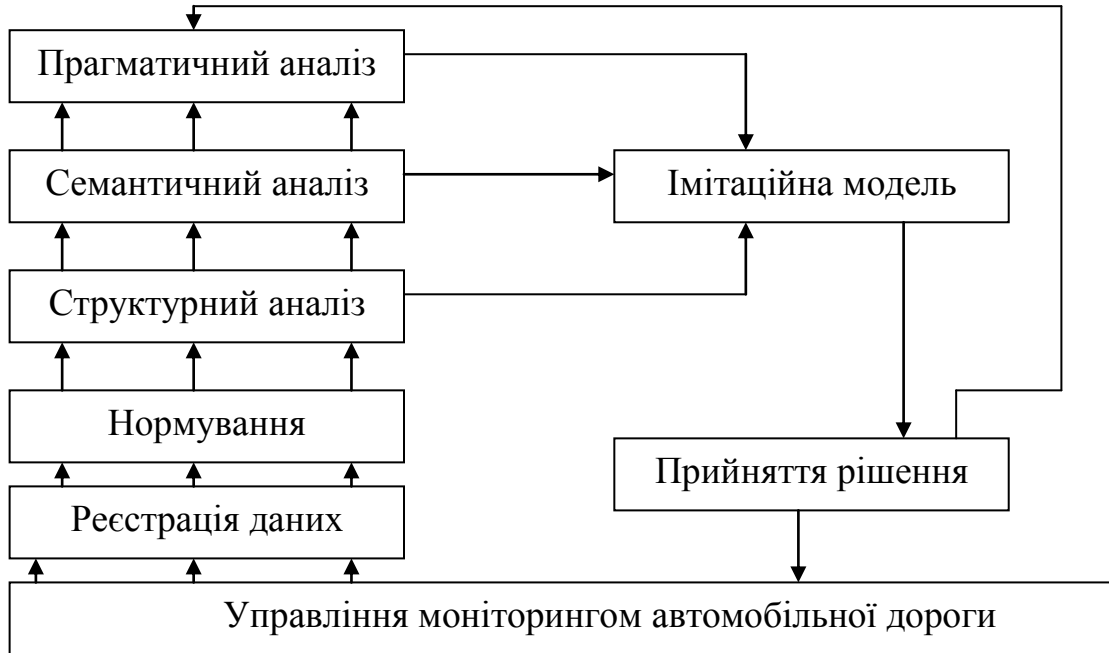 Прагматичний аналіз
Семантичний аналіз
Імітаційна модель
Структурний аналіз
Нормування
Прийняття рішення
Реєстрація даних
Управління моніторингом автомобільної дороги